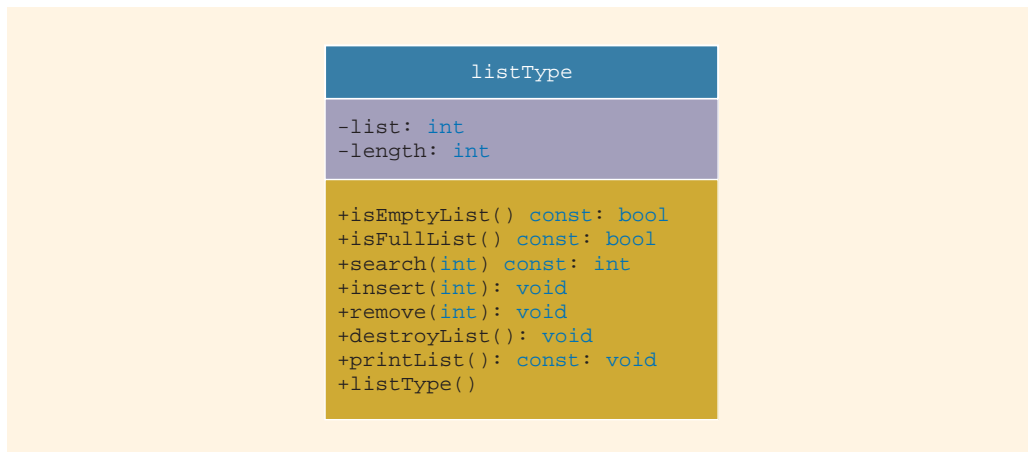 listType
-list: int
-length: int
+isEmptyList() const: bool
+isFullList() const: bool
+search(int) const: int
+insert(int): void
+remove(int): void
+destroyList(): void
+printList(): const: void
+listType()